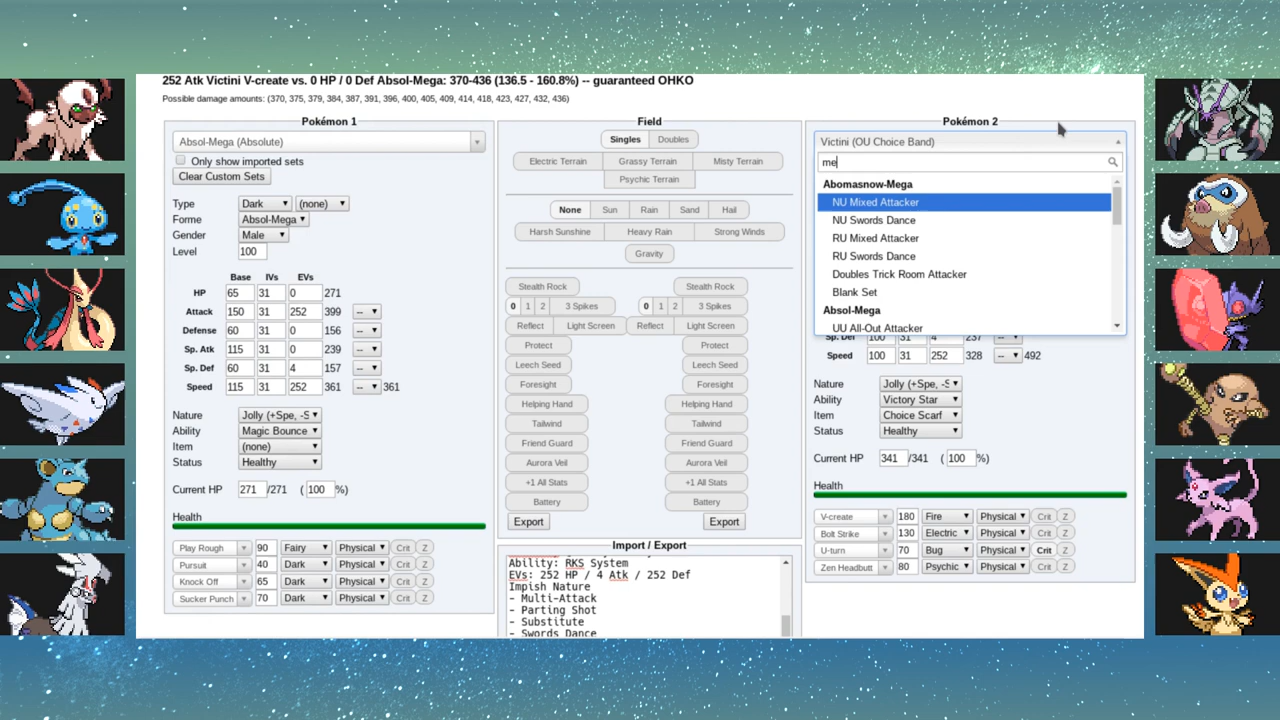 252 Atk Victini V-create vs. 0 HP / 0 Def Absol-Mega: 370-436 (136.5 - 160.8%) -- guaranteed OHKO
Possible damage amounts: (370, 375, 379, 384, 387, 391, 396, 400, 405, 409, 414, 418, 423, 427, 432, 436)
Pokémon 1
Absol-Mega (Absolute)
Only show imported sets
Clear Custom Sets
Type Dark (none)
Forme Absol-Mega
Gender Male
Level 100
Base IVs EVs
HP 65 31 0 271
Attack 150 31 252 399 --
Defense 60 31 0 156 --
Sp. Atk 115 31 0 239 --
Sp. Def 60 31 4 157 --
Speed 115 31 252 361 -- 361
Nature: Jolly (+Spe, -S
Ability: Magic Bounce
Item (none)
Status Healthy
Current HP 271 /271 ( 100 %)
Health
Play Rough 90 Fairy Physical Crit Z
Pursuit 40 Dark Physical Crit Z
Knock Off 65 Dark Physical Crit Z
Sucker Punch 70 Dark Physical Crit Z
Field
Singles Doubles
Electric Terrain Grassy Terrain Misty Terrain
Psychic Terrain
None Sun Rain Sand Hail
Harsh Sunshine Heavy Rain Strong Winds
Gravity
Stealth Rock Stealth Rock
0 1 2 3 Spikes 0 1 2 3 Spikes
Reflect Light Screen Reflect Light Screen
Protect Protect
Leech Seed Leech Seed
Foresight Foresight
Helping Hand Helping Hand
Tailwind Tailwind
Friend Guard Friend Guard
Aurora Veil Aurora Veil
+1 All Stats +1 All Stats
Battery Battery
Export Export
Import / Export
Ability: RKS System
EVs: 252 HP / 4 Atk / 252 Def
Impish Nature
- Multi-Attack
- Parting Shot
- Substitute
- Swords Dance
Pokémon 2
Victini (OU Choice Band)
me
Abomasnow-Mega
NU Mixed Attacker
NU Swords Dance
RU Mixed Attacker
RU Swords Dance
Doubles Trick Room Attacker
Blank Set
Absol-Mega
UU All-Out Attacker
Sp. Def 100 31 4 237 --
Speed 100 31 252 328 -- 492
Nature Jolly (+Spe, -S
Ability Victory Star
Item Choice Scarf
Status Healthy
Current HP 341 /341 ( 100 %)
Health
V-create 180 Fire Physical Crit Z
Bolt Strike 130 Electric Physical Crit Z
U-turn 70 Bug Physical Crit Z
Zen Headbutt 80 Psychic Physical Crit Z